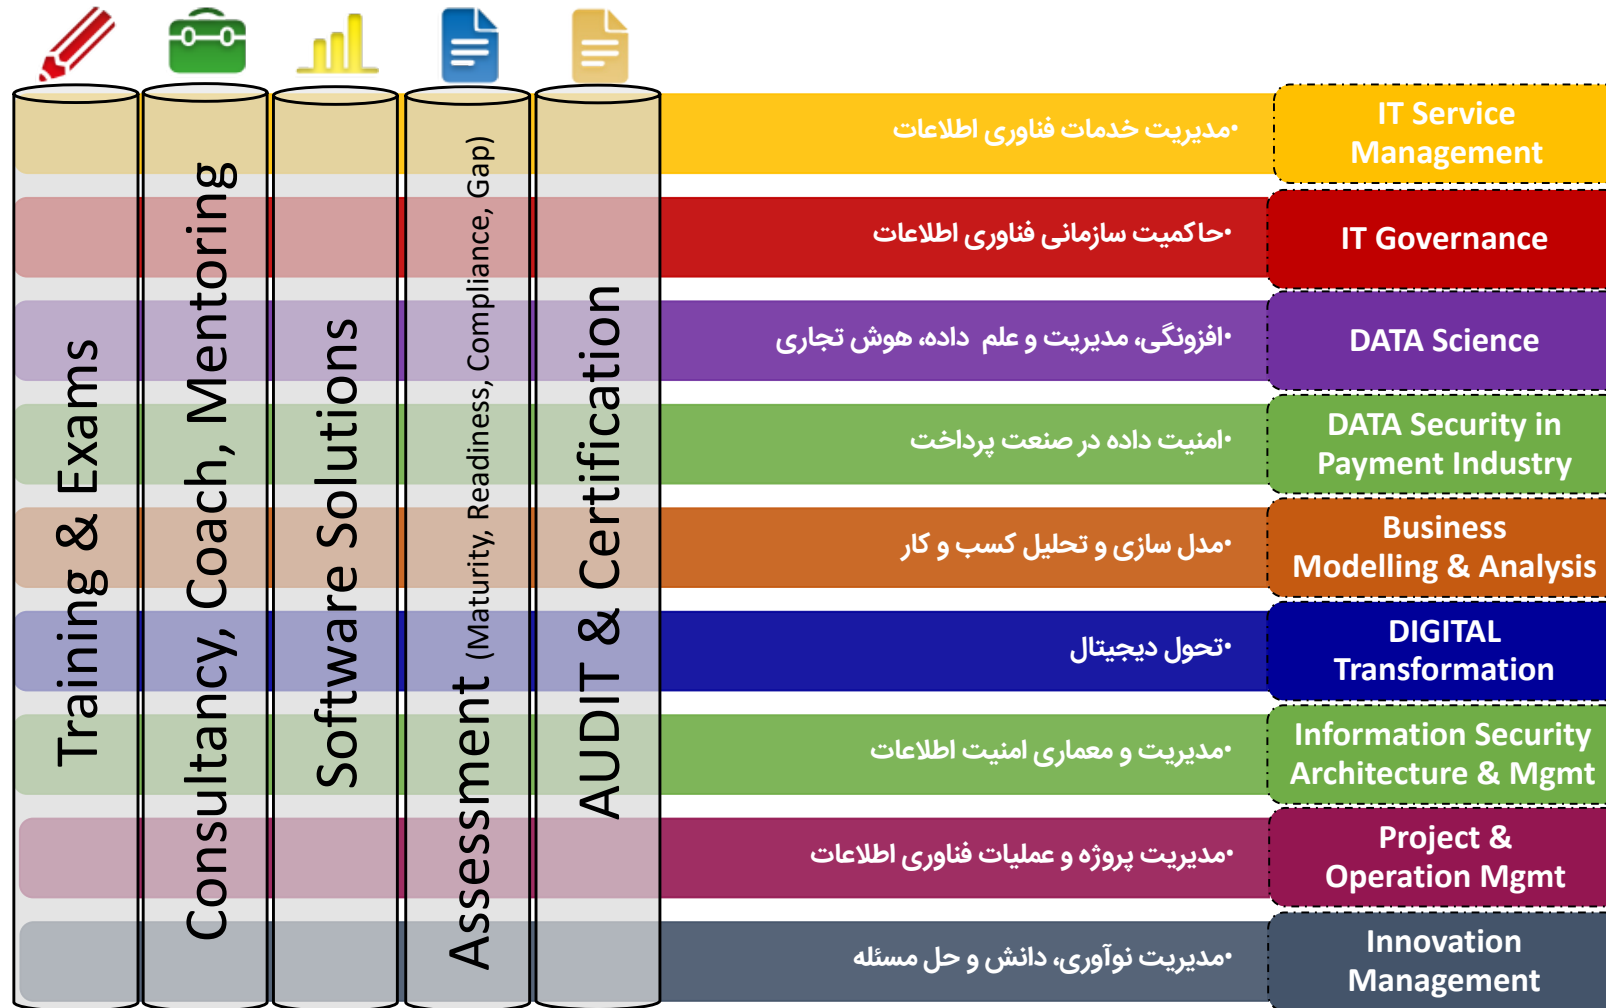 Training & Exams
Consultancy, Coach, Mentoring
Software Solutions
Assessment (Maturity, Readiness, Compliance, Gap)
AUDIT & Certification
IT Service
Management
•مدیریت خدمات فناوری اطلاعات
IT Governance
•حاکمیت سازمانی فناوری اطلاعات
DATA Science
•افزونگی، مدیریت و علم داده، هوش تجاری
DATA Security in
Payment Industry
•امنیت داده در صنعت پرداخت
Business
Modelling & Analysis
•مدل سازی و تحلیل کسب و کار
DIGITAL
Transformation
•تحول دیجیتال
Information Security
Architecture & Mgmt
•مدیریت و معماری امنیت اطلاعات
Project &
Operation Mgmt
•مدیریت پروژه و عملیات فناوری اطلاعات
Innovation
Management
•مدیریت نوآوری، دانش و حل مسئله